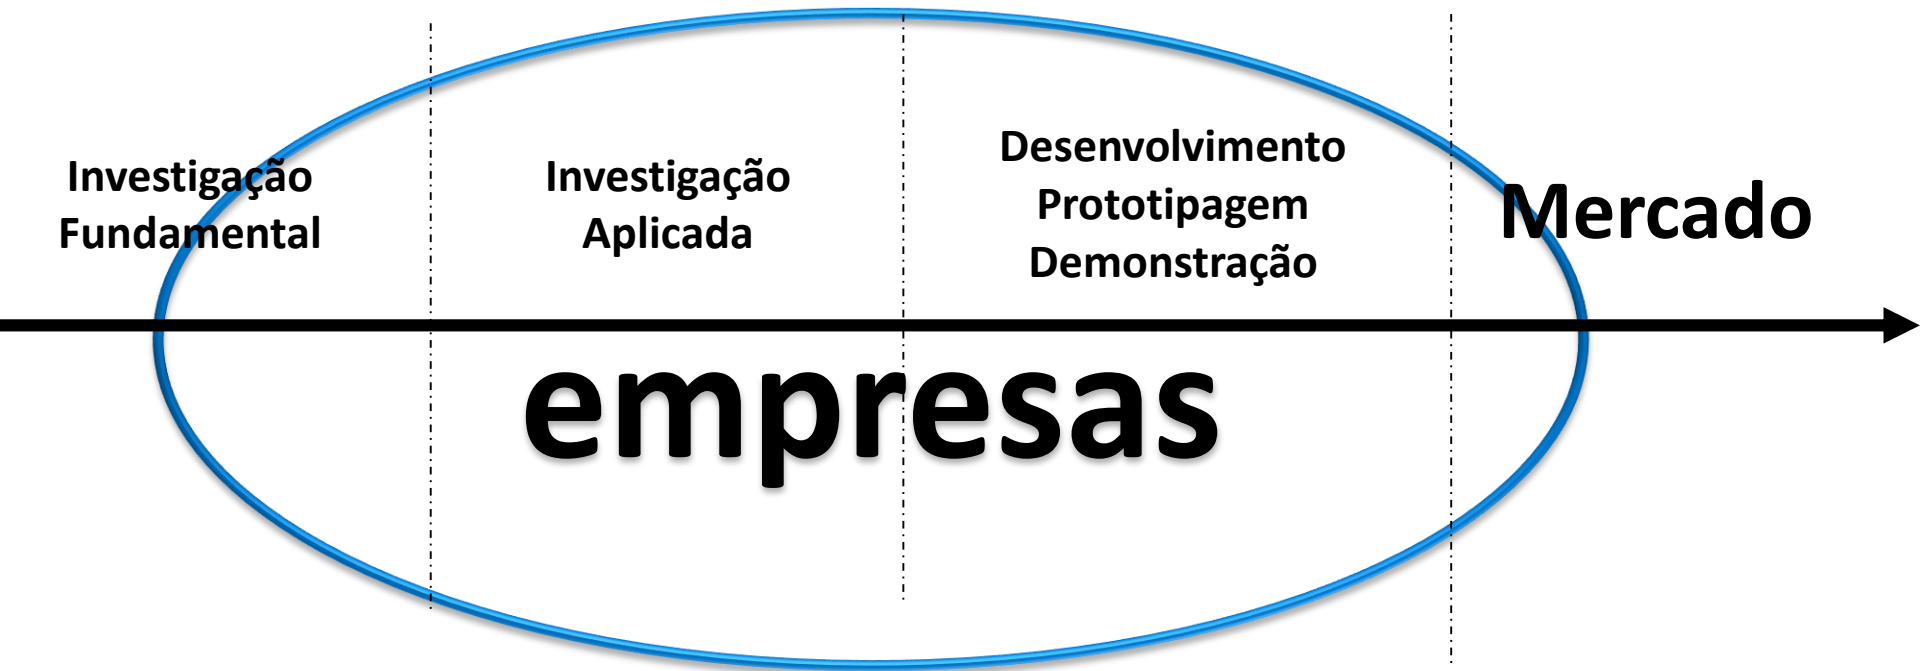 Investigação
Fundamental
Investigação
Aplicada
Desenvolvimento
Prototipagem
Demonstração
Mercado
empresas